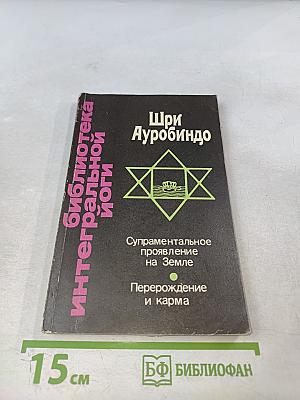 библиотека
интегральной
йоги
Шри
Ауробиндо
Супраментальное
проявление
на Земле
Перерождение
и карма
15 см
БФ БИБЛИОФАН